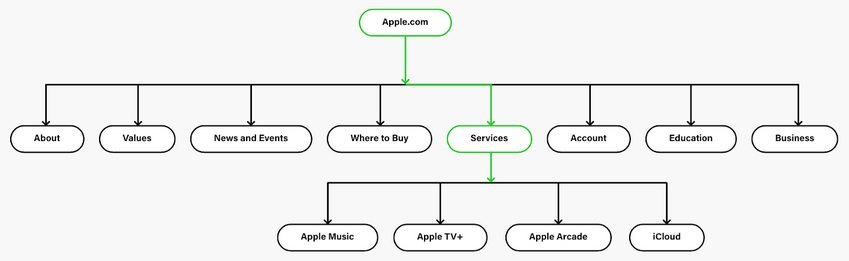 Apple.com
About
Values
News and Events
Where to Buy
Services
Account
Education
Business
Apple Music
Apple TV+
Apple Arcade
iCloud